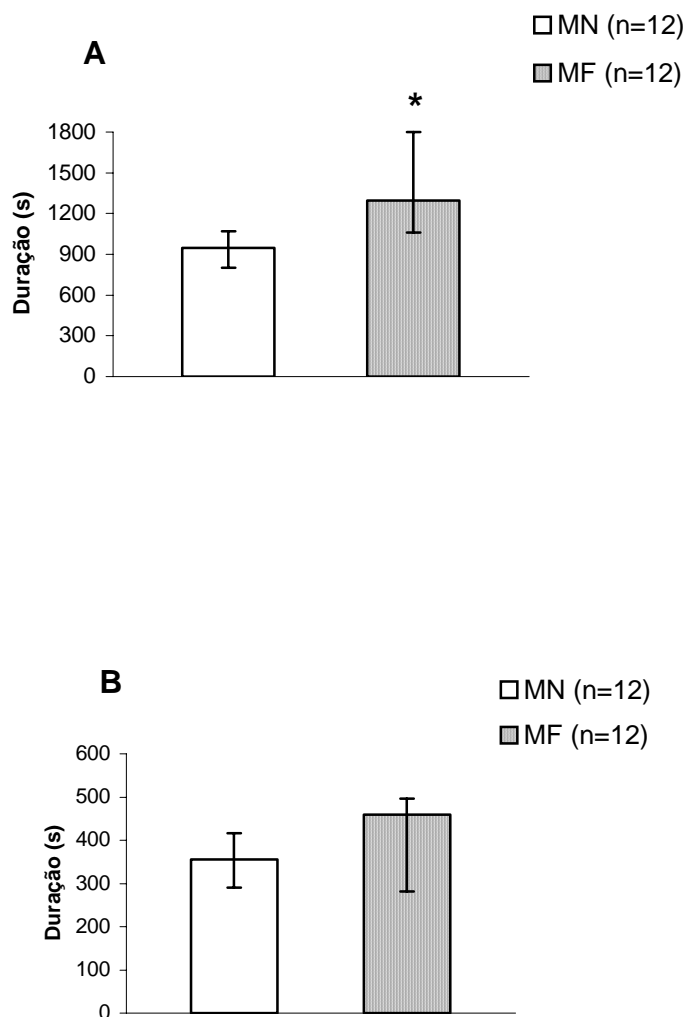 MN (n=12)
A
MF (n=12)
*
1800
1500
1200
900
600
300
0
Duração (s)
B
MN (n=12)
MF (n=12)
600
500
400
300
200
100
0
Duração (s)